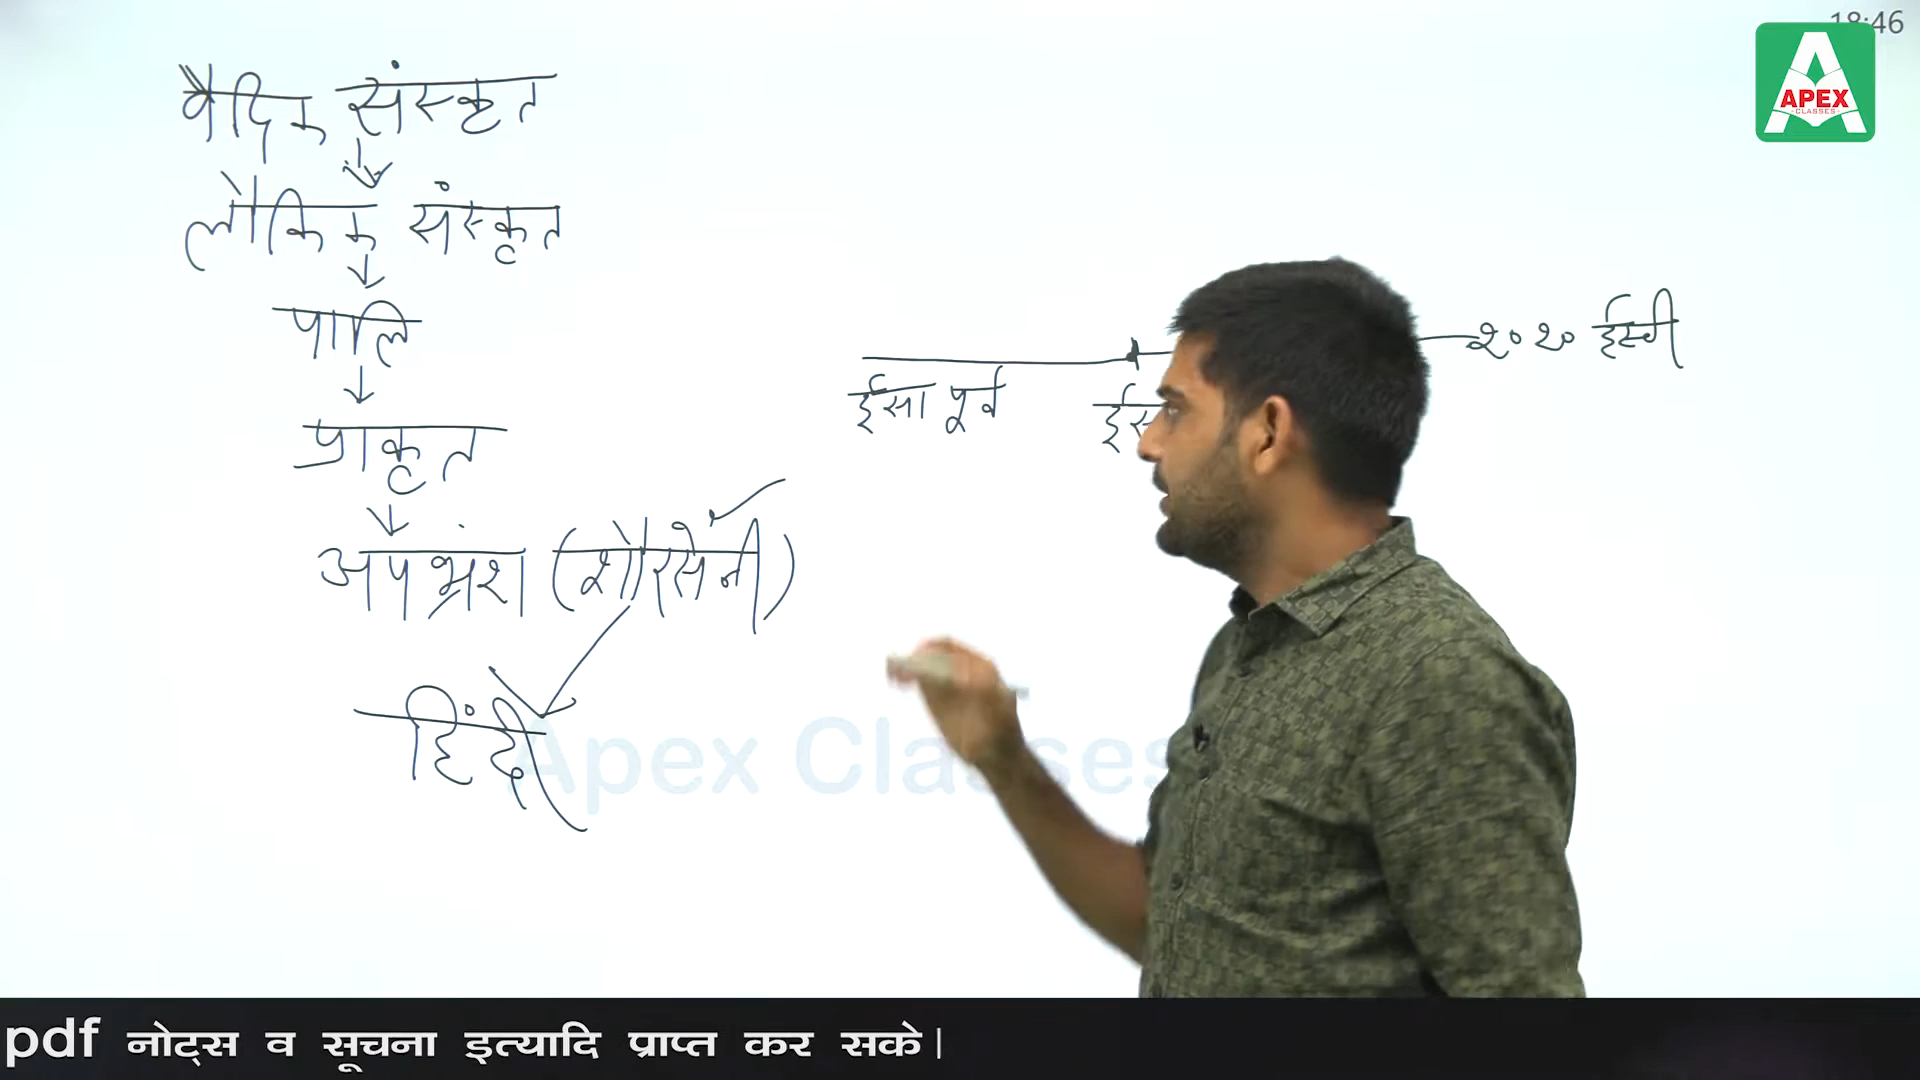 18:46
APEX
CLASSES
वैदिक संस्कृत
लौकिक संस्कृत
पालि
प्राकृत
अपभ्रंश (शौरसेनी)
हिंदी
२०२० ईस्वी
ईसा पूर्व
Apex Classes
pdf नोट्स व सूचना इत्यादि प्राप्त कर सके।